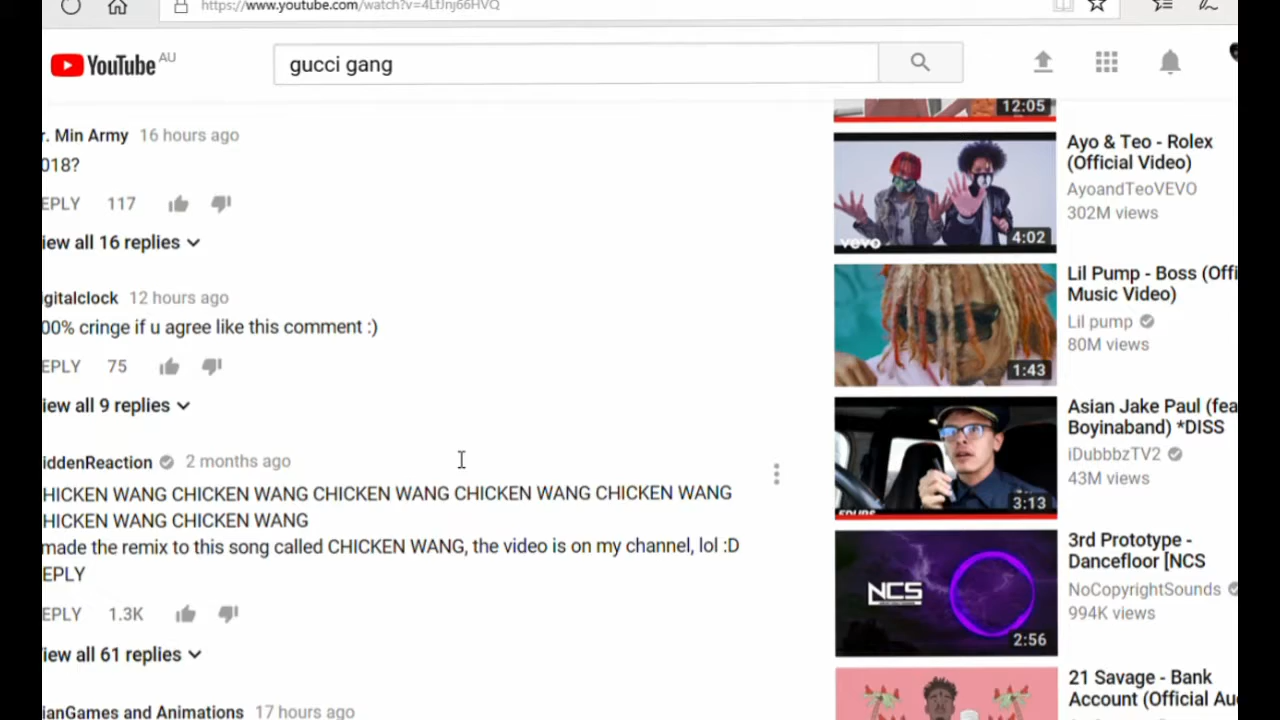 https://www.youtube.com/watch?v=4LfJnj66HVQ
YouTube AU
gucci gang
r. Min Army 16 hours ago
018?
EPLY 117
iew all 16 replies
igitalclock 12 hours ago
00% cringe if u agree like this comment :)
EPLY 75
iew all 9 replies
iddenReaction 2 months ago
HICKEN WANG CHICKEN WANG CHICKEN WANG CHICKEN WANG CHICKEN WANG
HICKEN WANG CHICKEN WANG
made the remix to this song called CHICKEN WANG, the video is on my channel, lol :D
EPLY
EPLY 1.3K
iew all 61 replies
ianGames and Animations 17 hours ago
12:05
vevo
4:02
Ayo & Teo - Rolex
(Official Video)
AyoandTeoVEVO
302M views
1:43
Lil Pump - Boss (Offi
Music Video)
Lil pump
80M views
3:13
Asian Jake Paul (fea
Boyinaband) *DISS
iDubbbzTV2
43M views
NCS
2:56
3rd Prototype -
Dancefloor [NCS
NoCopyrightSounds
994K views
21 Savage - Bank
Account (Official Au